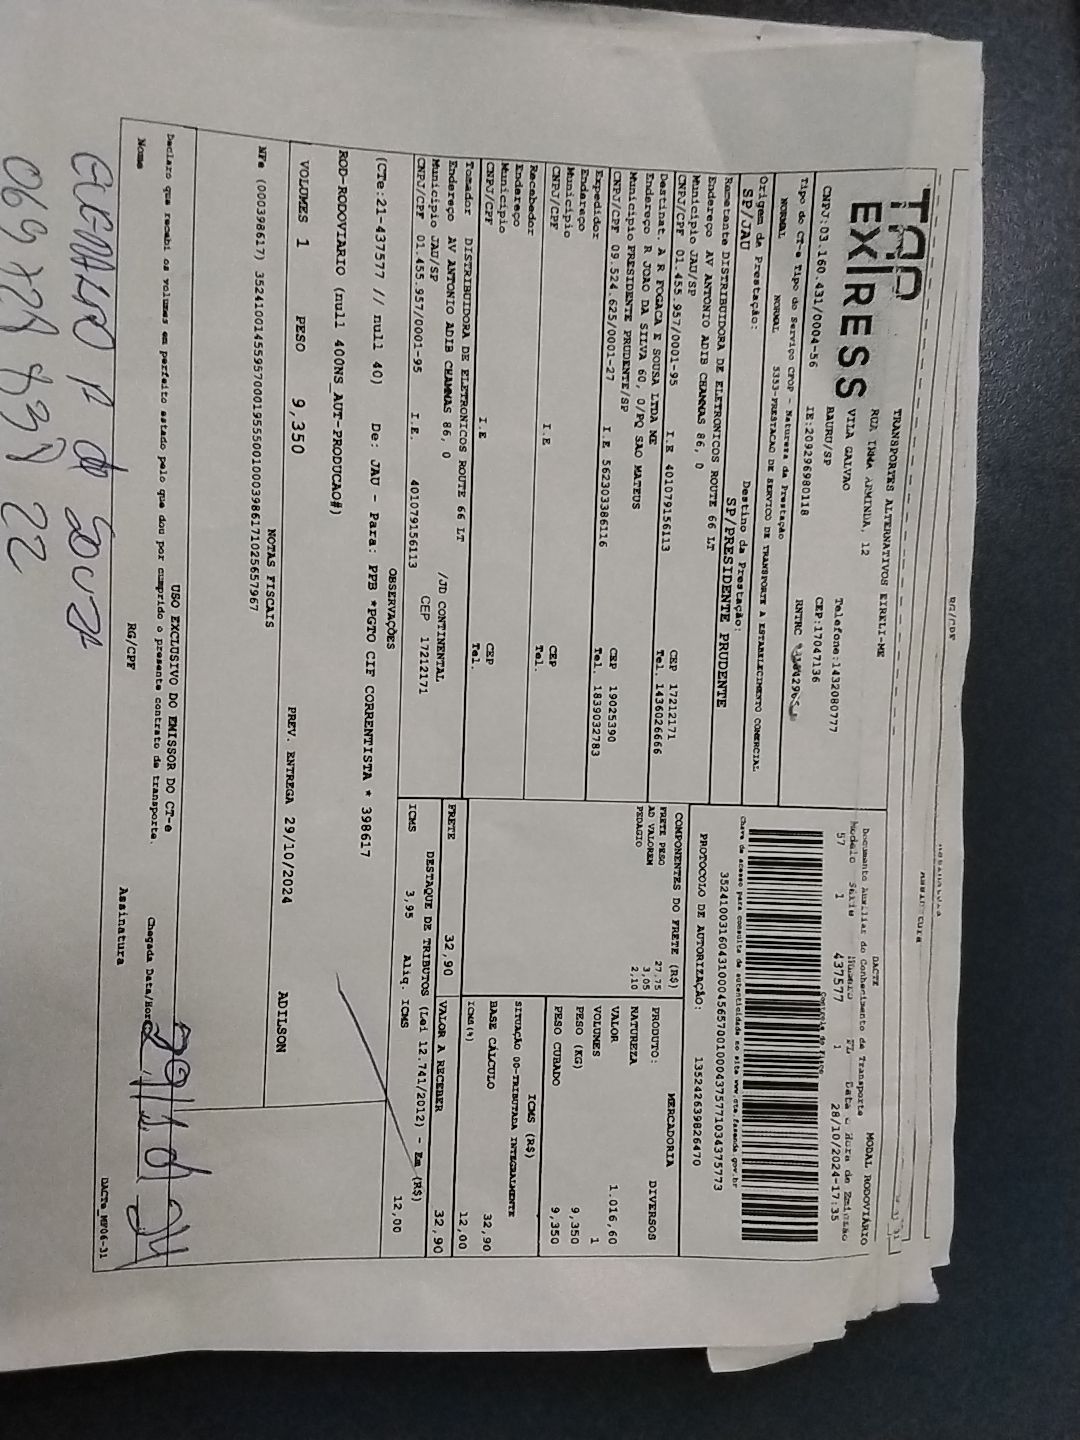 TRANSPORTES ALTERNATIVOS EIRELI-ME
TAP
EX|RESS
RUA IRMA ARMINDA, 12
VILA GALVAO
BAURU/SP
Telefone:1432080777
CEP:17047136
CNPJ:03.160.431/0004-56
IE:209296980118
RNTRC
Tipo do CT-e Tipo do Serviço CFOP - Natureza da Prestação
NORMAL NORMAL 5353-PRESTACAO DE SERVICO DE TRANSPORTE A ESTABELECIMENTO COMERCIAL
Origem da Prestação: Destino da Prestação:
SP/JAU SP/PRESIDENTE PRUDENTE
Remetente DISTRIBUIDORA DE ELETRONICOS ROUTE 66 LT
Endereço AV ANTONIO ADIB CHAMMAS 86, 0
Município JAU/SP CEP 17212171
CNPJ/CPF 01.455.957/0001-95 I.E 401079156113 Tel. 1436026666
Destinat. A R FOGACA E SOUSA LTDA ME
Endereço R JOAO DA SILVA 60, 0/PQ SAO MATEUS
Município PRESIDENTE PRUDENTE/SP CEP 19025390
CNPJ/CPF 09.524.625/0001-27 I.E 562303386116 Tel. 1839032783
Expedidor
Endereço
Município CEP
CNPJ/CPF I.E Tel.
Recebedor
Endereço
Município CEP
CNPJ/CPF I.E Tel.
Tomador DISTRIBUIDORA DE ELETRONICOS ROUTE 66 LT
Endereço AV ANTONIO ADIB CHAMMAS 86, 0 /JD CONTINENTAL
Município JAU/SP CEP 17212171
CNPJ/CPF 01.455.957/0001-95 I.E. 401079156113
DACTE MODAL RODOVIÁRIO
Documento Auxiliar do Conhecimento de Transporte
Modelo Série Número FL Data e Hora de Emissão
57 1 437577 1 28/10/2024-17:35
Controle do Fisco
Chave de acesso para consulta de autenticidade no site www.cte.fazenda.gov.br
35241003160431000456570010004375771034375773
PROTOCOLO DE AUTORIZAÇÃO: 135242639826470
COMPONENTES DO FRETE (R$)
FRETE PESO 27,75
AD VALOREM 3,05
PEDAGIO 2,10
MERCADORIA
PRODUTO: DIVERSOS
NATUREZA
VALOR 1.016,60
VOLUMES 1
PESO (KG) 9,350
PESO CUBADO 9,350
ICMS (R$)
SITUAÇÃO 00-TRIBUTADA INTEGRALMENTE
BASE CÁLCULO 32,90
ICMS(%) 12,00
FRETE 32,90 VALOR A RECEBER 32,90
DESTAQUE DE TRIBUTOS (Lei 12.741/2012) - Em (R$)
ICMS 3,95 Aliq. ICMS 12,00
OBSERVAÇÕES
(CTe:21-437577 // null 40) De: JAU - Para: PPB *PGTO CIF CORRENTISTA * 398617
ROD-RODOVIARIO (null 400NS_AUT-PRODUCAO#)
VOLUMES 1 PESO 9,350 PREV. ENTREGA 29/10/2024 ADILSON
NOTAS FISCAIS
NFe (000398617) 35241001455957000195550010003986171025657967
USO EXCLUSIVO DO EMISSOR DO CT-e
Declaro que recebi os volumes em perfeito estado pelo que dou por cumprido o presente contrato de transporte.
Chegada Data/Hora
Nome RG/CPF Assinatura
DACTe_MF06-31